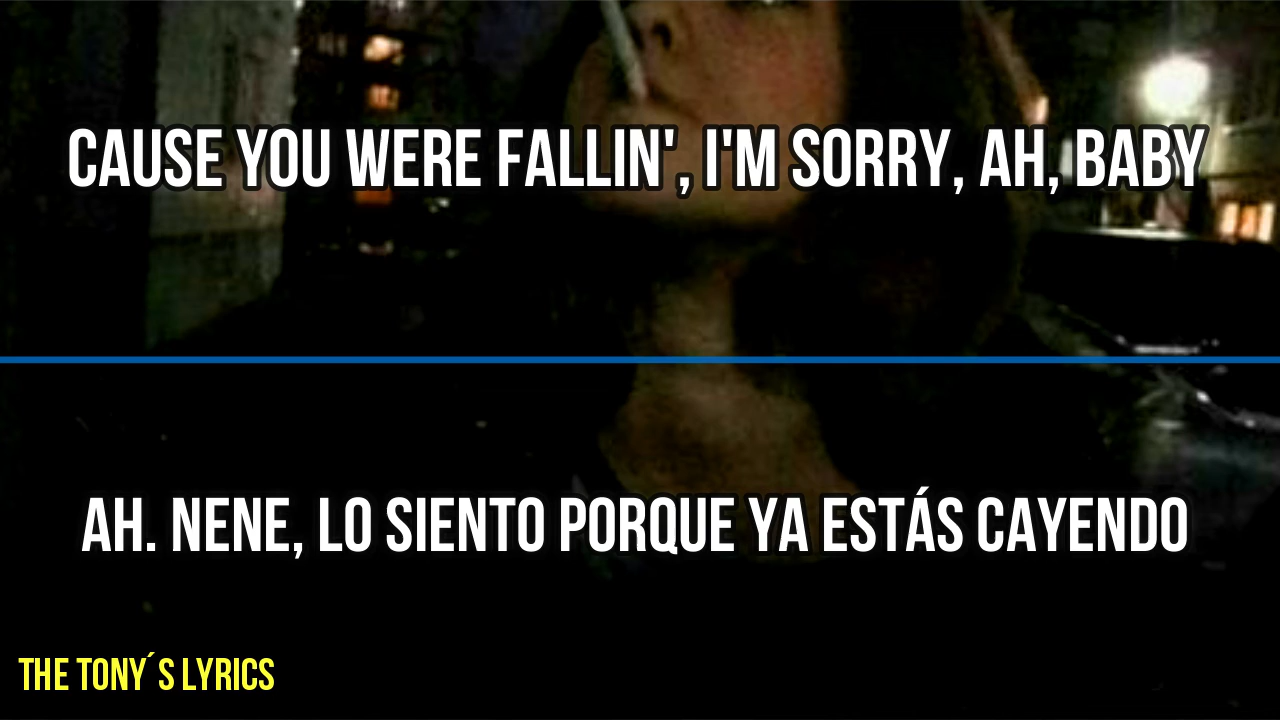 CAUSE YOU WERE FALLIN', I'M SORRY, AH, BABY
AH. NENE, LO SIENTO PORQUE YA ESTÁS CAYENDO
THE TONY´S LYRICS